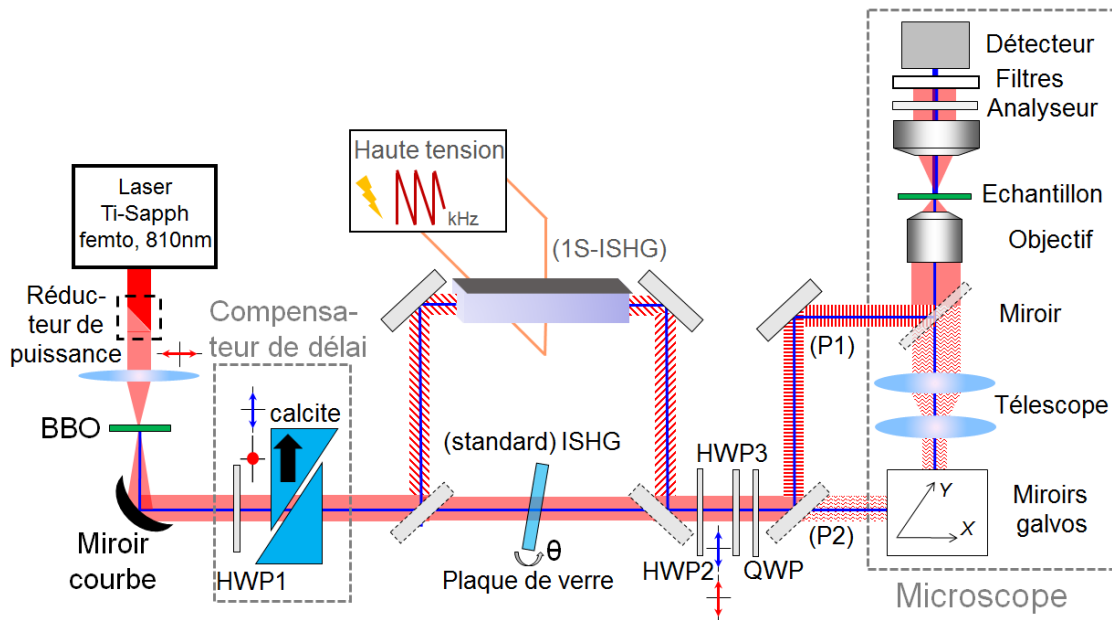 Laser
Ti-Sapph
femto, 810nm
Réduc-
teur de
puissance
BBO
Miroir
courbe
Compensa-
teur de délai
calcite
HWP1
Haute tension
kHz
(1S-ISHG)
(standard) ISHG
θ
Plaque de verre
HWP3
HWP2
QWP
(P1)
(P2)
Détecteur
Filtres
Analyseur
Echantillon
Objectif
Miroir
Télescope
Y
X
Miroirs
galvos
Microscope